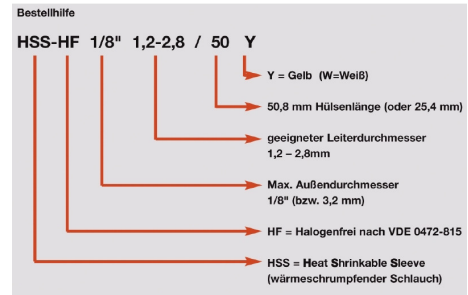 Bestellhilfe
HSS-HF 1/8" 1,2-2,8 / 50 Y
Y = Gelb (W=Weiß)
50,8 mm Hülsenlänge (oder 25,4 mm)
geeigneter Leiterdurchmesser
1,2 – 2,8mm
Max. Außendurchmesser
1/8" (bzw. 3,2 mm)
HF = Halogenfrei nach VDE 0472-815
HSS = Heat Shrinkable Sleeve
(wärmeschrumpfender Schlauch)